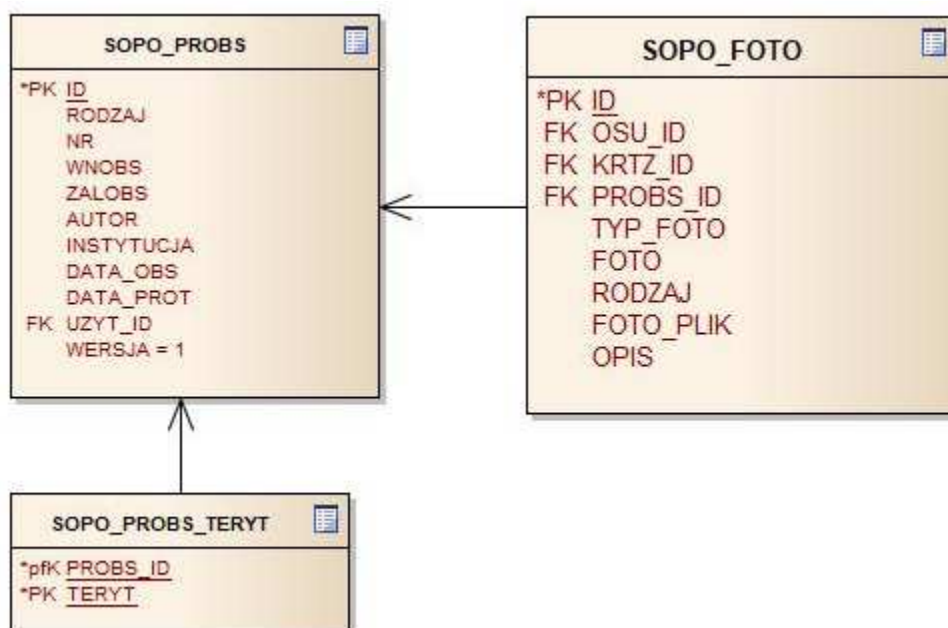 SOPO_PROBS
*PK ID
RODZAJ
NR
WNOBS
ZALOBS
AUTOR
INSTYTUCJA
DATA_OBS
DATA_PROT
FK UZYT_ID
WERSJA = 1
SOPO_FOTO
*PK ID
FK OSU_ID
FK KRTZ_ID
FK PROBS_ID
TYP_FOTO
FOTO
RODZAJ
FOTO_PLIK
OPIS
SOPO_PROBS_TERYT
*pfK PROBS_ID
*PK TERYT